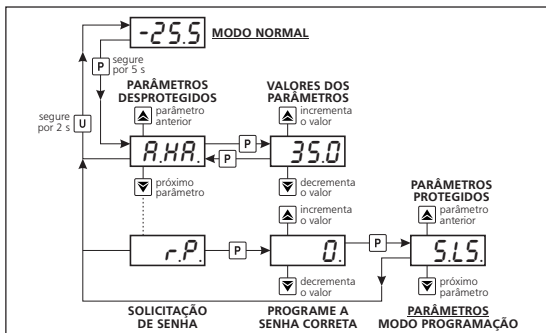 -25.5 MODO NORMAL
P segure
por 5 s
PARÂMETROS
DESPROTEGIDOS
VALORES DOS
PARÂMETROS
segure
por 2 s U
parâmetro
anterior
incrementa
o valor
A.HA. P 35.0
P
próximo
parâmetro
decrementa
o valor
PARÂMETROS
PROTEGIDOS
incrementa
o valor
parâmetro
anterior
r.P. P 0. P S.L.S.
decrementa
o valor
próximo
parâmetro
SOLICITAÇÃO
DE SENHA
PROGRAME A
SENHA CORRETA
PARÂMETROS
MODO PROGRAMAÇÃO